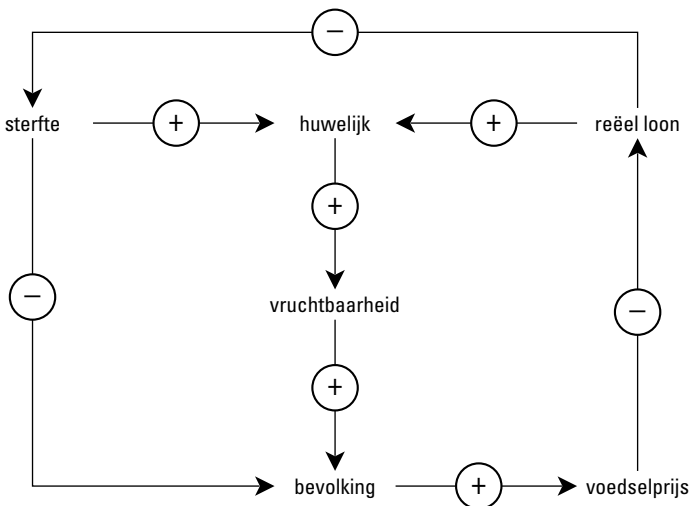 −
sterfte + huwelijk + reëel loon
+
− vruchtbaarheid −
+
bevolking + voedselprijs